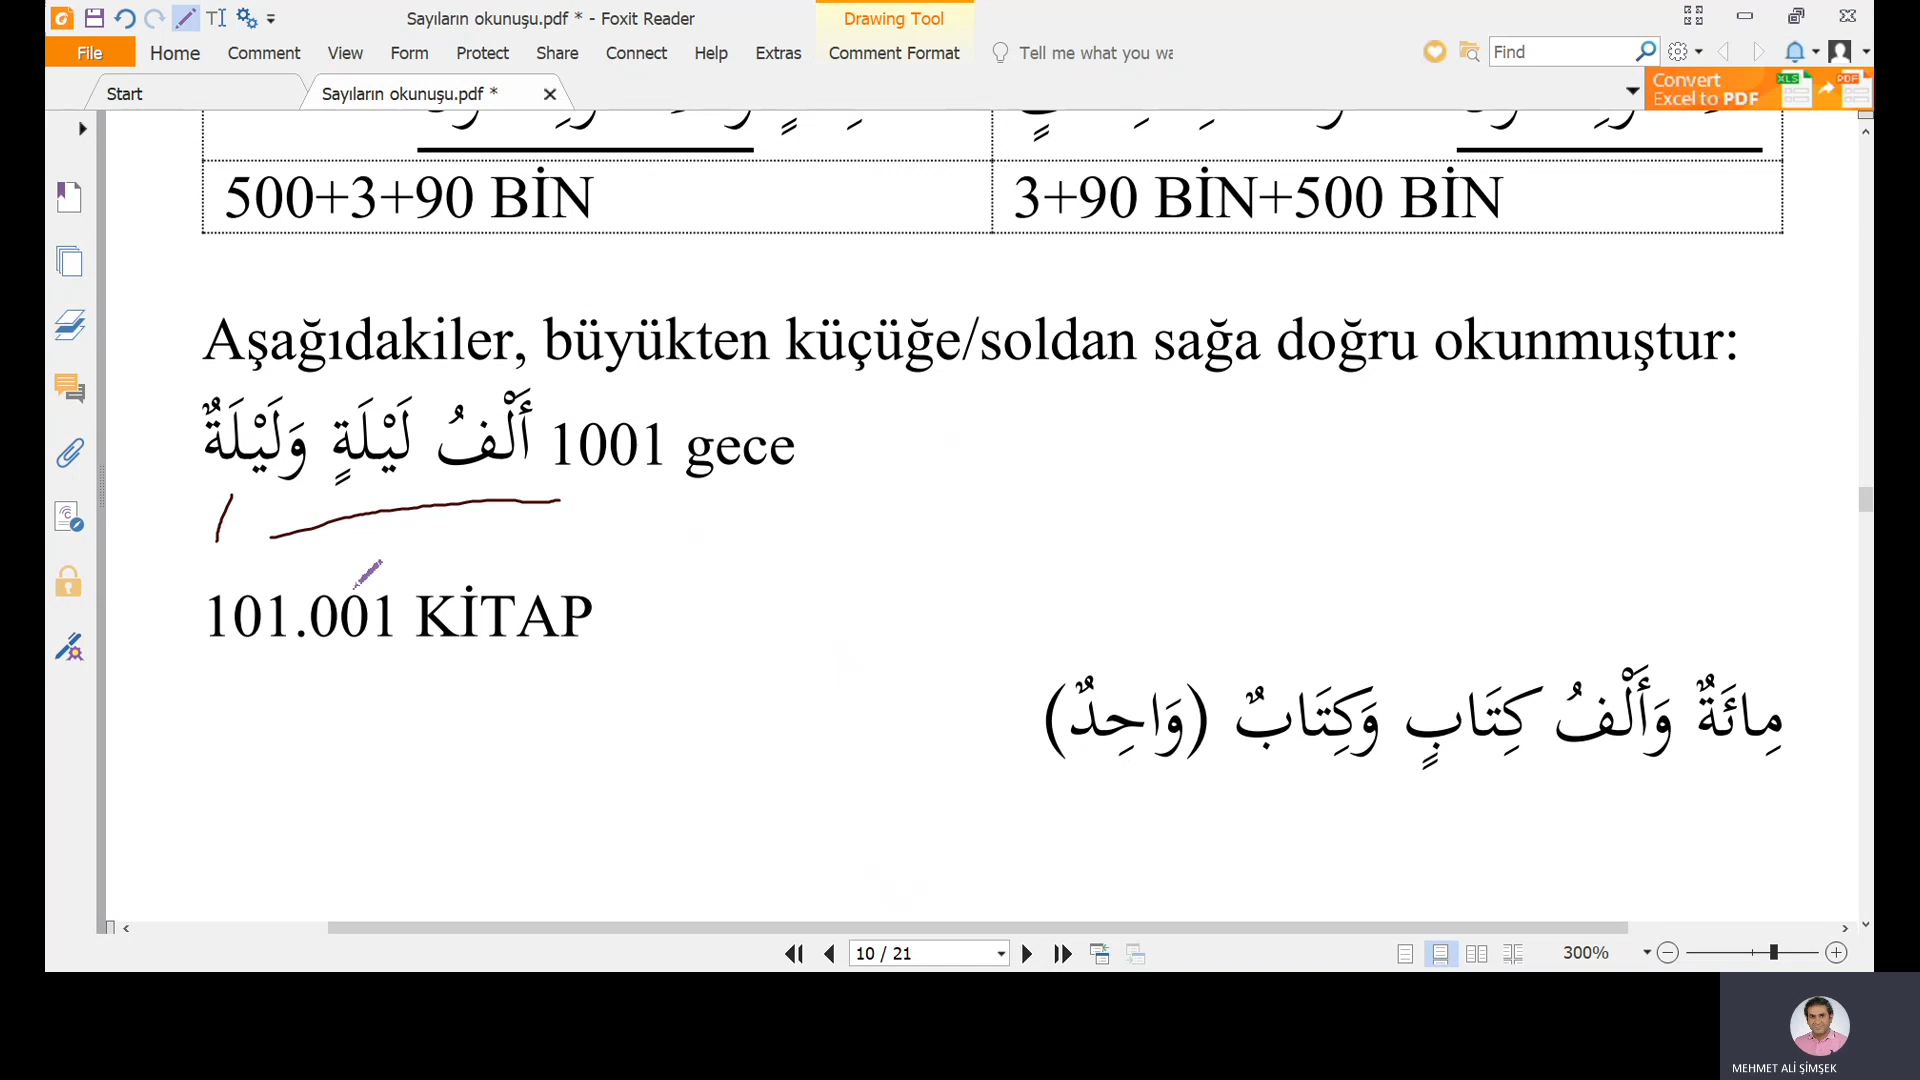 Sayıların okunuşu.pdf * - Foxit Reader
Drawing Tool
File Home Comment View Form Protect Share Connect Help Extras Comment Format Tell me what you wa Find
Start Sayıların okunuşu.pdf *
Convert
Excel to PDF
XLS PDF
500+3+90 BİN
3+90 BİN+500 BİN
Aşağıdakiler, büyükten küçüğe/soldan sağa doğru okunmuştur:
أَلْفُ لَيْلَةٍ وَلَيْلَةٌ 1001 gece
101.001 KİTAP
مِائَةٌ وَأَلْفُ كِتَابٍ وَكِتَابٌ (وَاحِدٌ)
10 / 21
300%
MEHMET ALİ ŞİMŞEK